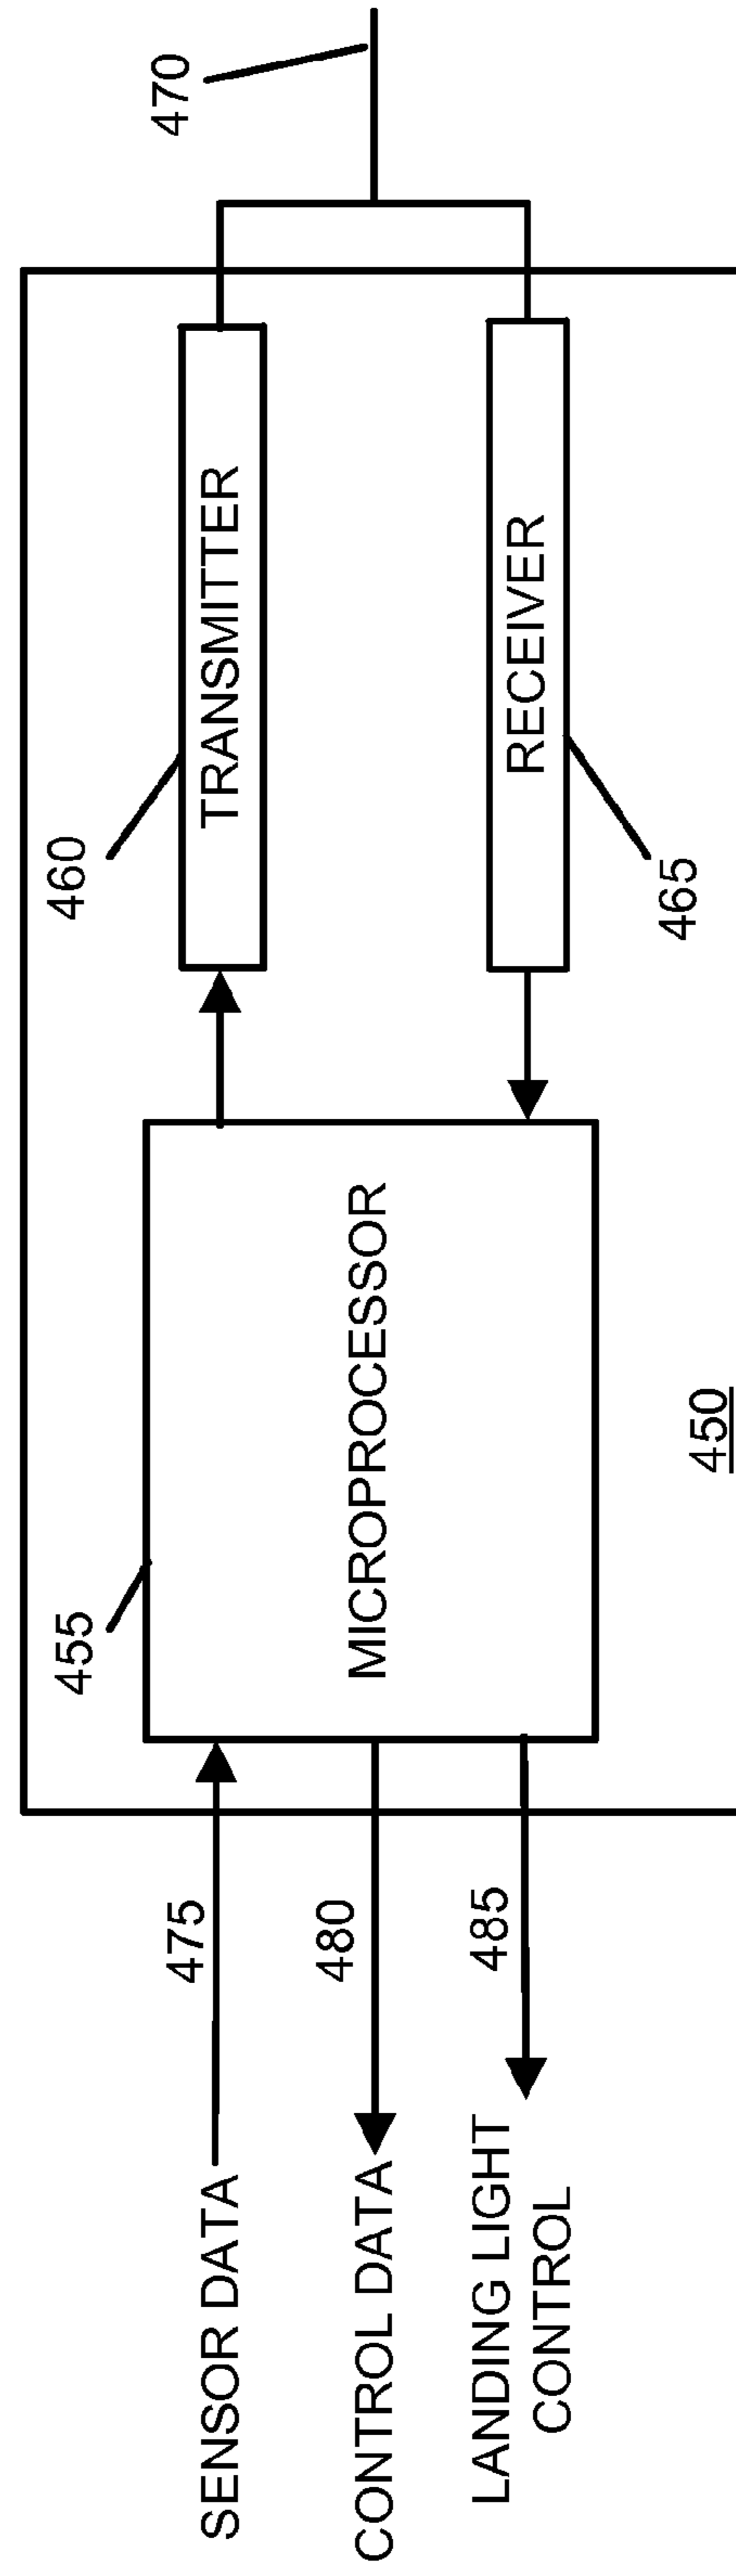 470
460
TRANSMITTER
RECEIVER
465
455
MICROPROCESSOR
450
475
480
485
SENSOR DATA
CONTROL DATA
LANDING LIGHT
CONTROL